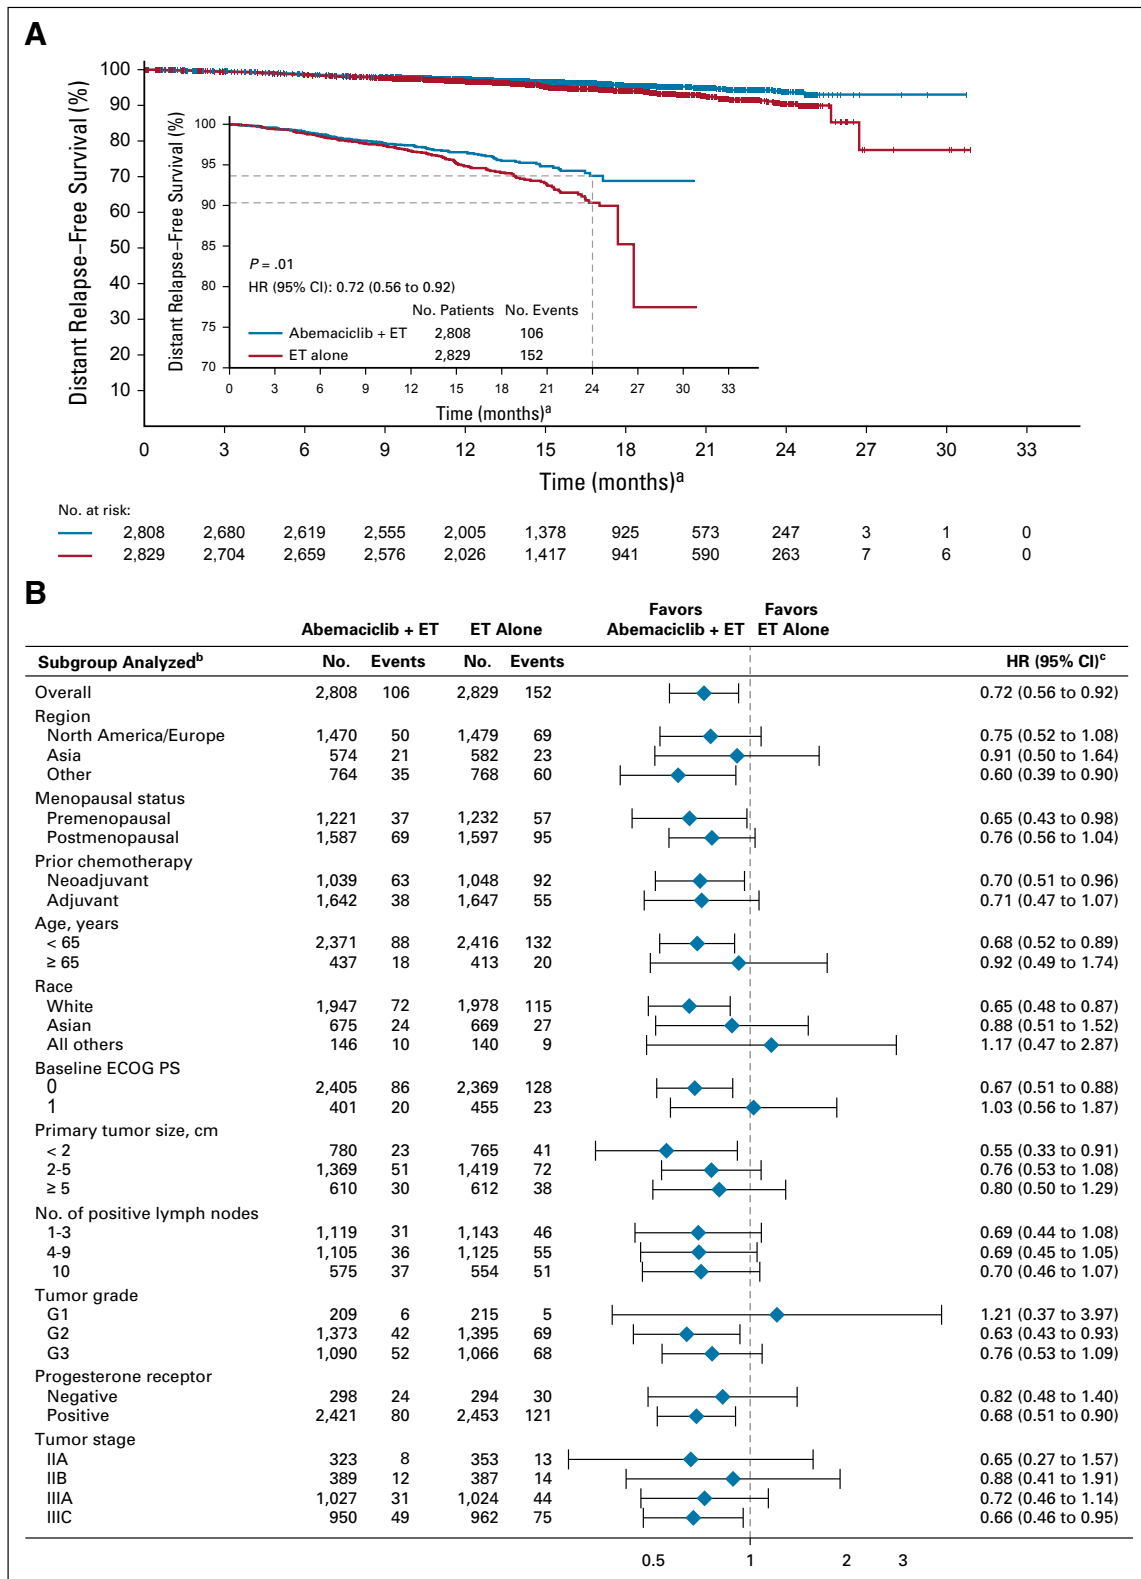 A
Distant Relapse–Free Survival (%)
100
90
80
70
60
50
40
30
20
10
0 3 6 9 12 15 18 21 24 27 30 33
Time (months)a
Distant Relapse–Free Survival (%)
100
95
90
85
80
75
70
P = .01
HR (95% CI): 0.72 (0.56 to 0.92)
No. Patients No. Events
Abemaciclib + ET 2,808 106
ET alone 2,829 152
0 3 6 9 12 15 18 21 24 27 30 33
Time (months)a
No. at risk:
2,808 2,680 2,619 2,555 2,005 1,378 925 573 247 3 1 0
2,829 2,704 2,659 2,576 2,026 1,417 941 590 263 7 6 0
B
Favors Favors
Abemaciclib + ET ET Alone Abemaciclib + ET ET Alone
Subgroup Analyzedb No. Events No. Events HR (95% CI)c
Overall 2,808 106 2,829 152 0.72 (0.56 to 0.92)
Region
North America/Europe 1,470 50 1,479 69 0.75 (0.52 to 1.08)
Asia 574 21 582 23 0.91 (0.50 to 1.64)
Other 764 35 768 60 0.60 (0.39 to 0.90)
Menopausal status
Premenopausal 1,221 37 1,232 57 0.65 (0.43 to 0.98)
Postmenopausal 1,587 69 1,597 95 0.76 (0.56 to 1.04)
Prior chemotherapy
Neoadjuvant 1,039 63 1,048 92 0.70 (0.51 to 0.96)
Adjuvant 1,642 38 1,647 55 0.71 (0.47 to 1.07)
Age, years
< 65 2,371 88 2,416 132 0.68 (0.52 to 0.89)
≥ 65 437 18 413 20 0.92 (0.49 to 1.74)
Race
White 1,947 72 1,978 115 0.65 (0.48 to 0.87)
Asian 675 24 669 27 0.88 (0.51 to 1.52)
All others 146 10 140 9 1.17 (0.47 to 2.87)
Baseline ECOG PS
0 2,405 86 2,369 128 0.67 (0.51 to 0.88)
1 401 20 455 23 1.03 (0.56 to 1.87)
Primary tumor size, cm
< 2 780 23 765 41 0.55 (0.33 to 0.91)
2-5 1,369 51 1,419 72 0.76 (0.53 to 1.08)
≥ 5 610 30 612 38 0.80 (0.50 to 1.29)
No. of positive lymph nodes
1-3 1,119 31 1,143 46 0.69 (0.44 to 1.08)
4-9 1,105 36 1,125 55 0.69 (0.45 to 1.05)
10 575 37 554 51 0.70 (0.46 to 1.07)
Tumor grade
G1 209 6 215 5 1.21 (0.37 to 3.97)
G2 1,373 42 1,395 69 0.63 (0.43 to 0.93)
G3 1,090 52 1,066 68 0.76 (0.53 to 1.09)
Progesterone receptor
Negative 298 24 294 30 0.82 (0.48 to 1.40)
Positive 2,421 80 2,453 121 0.68 (0.51 to 0.90)
Tumor stage
IIA 323 8 353 13 0.65 (0.27 to 1.57)
IIB 389 12 387 14 0.88 (0.41 to 1.91)
IIIA 1,027 31 1,024 44 0.72 (0.46 to 1.14)
IIIC 950 49 962 75 0.66 (0.46 to 0.95)
0.5 1 2 3